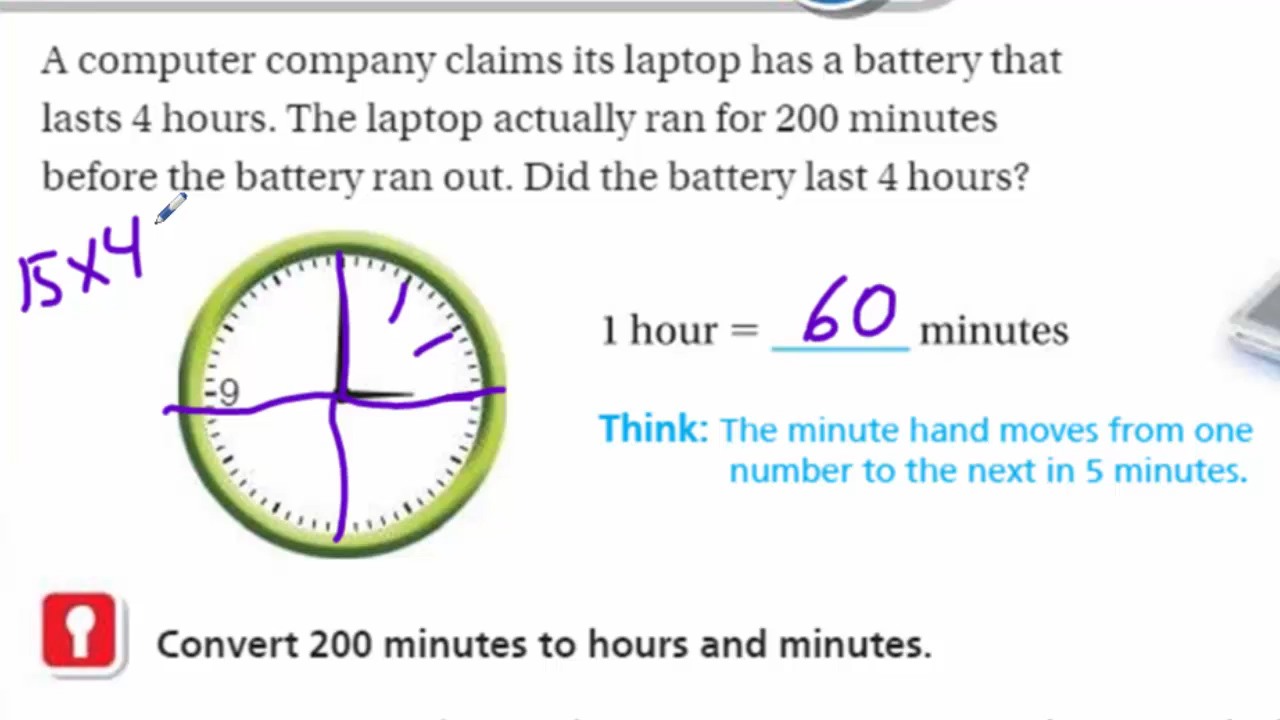 A computer company claims its laptop has a battery that
lasts 4 hours. The laptop actually ran for 200 minutes
before the battery ran out. Did the battery last 4 hours?
15x4
9
1 hour = 60 minutes
Think: The minute hand moves from one
number to the next in 5 minutes.
Convert 200 minutes to hours and minutes.